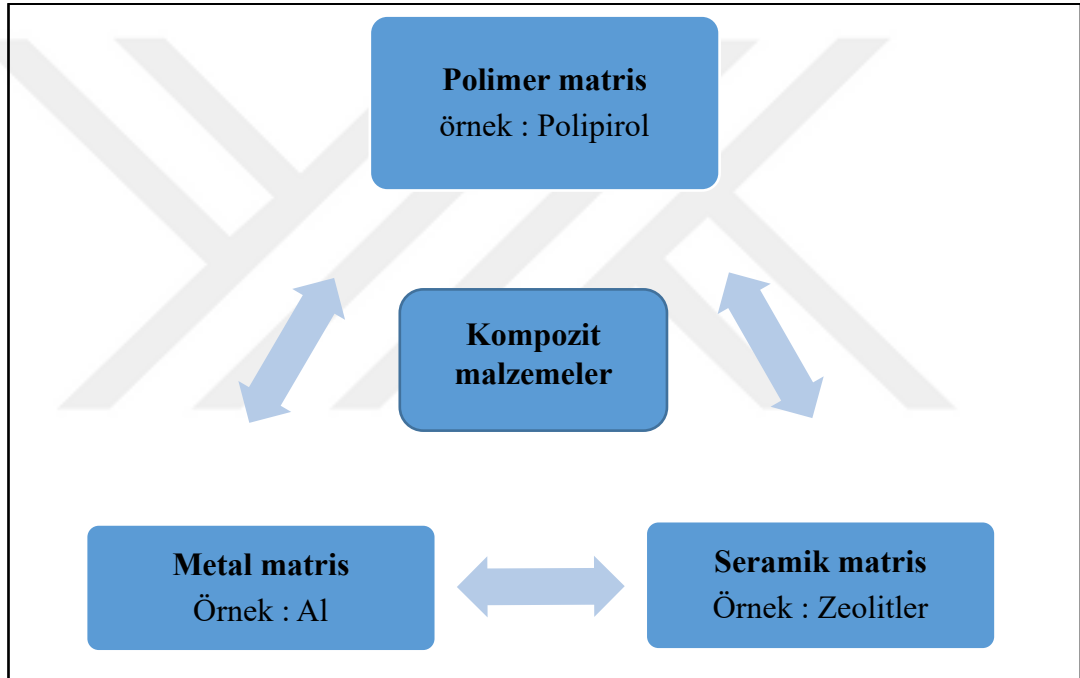 Polimer matris
örnek : Polipirol
Kompozit
malzemeler
Metal matris
Örnek : Al
Seramik matris
Örnek : Zeolitler